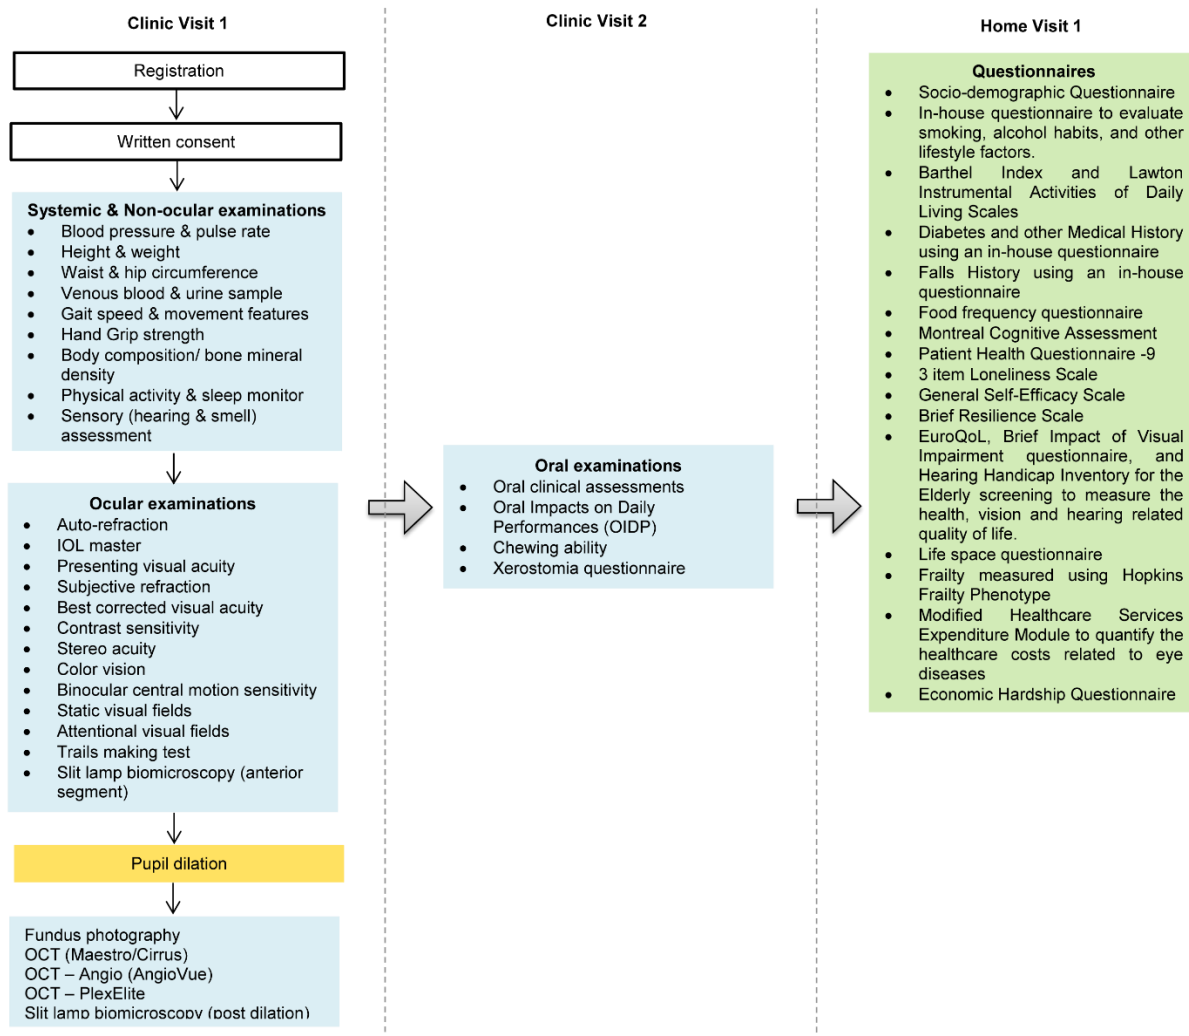 Clinic Visit 1
Registration
Written consent
Systemic & Non-ocular examinations
• Blood pressure & pulse rate
• Height & weight
• Waist & hip circumference
• Venous blood & urine sample
• Gait speed & movement features
• Hand Grip strength
• Body composition/ bone mineral
density
• Physical activity & sleep monitor
• Sensory (hearing & smell)
assessment
Ocular examinations
• Auto-refraction
• IOL master
• Presenting visual acuity
• Subjective refraction
• Best corrected visual acuity
• Contrast sensitivity
• Stereo acuity
• Color vision
• Binocular central motion sensitivity
• Static visual fields
• Attentional visual fields
• Trails making test
• Slit lamp biomicroscopy (anterior
segment)
Pupil dilation
Fundus photography
OCT (Maestro/Cirrus)
OCT – Angio (AngioVue)
OCT – PlexElite
Slit lamp biomicroscopy (post dilation)
Clinic Visit 2
Oral examinations
• Oral clinical assessments
• Oral Impacts on Daily
Performances (OIDP)
• Chewing ability
• Xerostomia questionnaire
Home Visit 1
Questionnaires
• Socio-demographic Questionnaire
• In-house questionnaire to evaluate
smoking, alcohol habits, and other
lifestyle factors.
• Barthel Index and Lawton
Instrumental Activities of Daily
Living Scales
• Diabetes and other Medical History
using an in-house questionnaire
• Falls History using an in-house
questionnaire
• Food frequency questionnaire
• Montreal Cognitive Assessment
• Patient Health Questionnaire -9
• 3 item Loneliness Scale
• General Self-Efficacy Scale
• Brief Resilience Scale
• EuroQoL, Brief Impact of Visual
Impairment questionnaire, and
Hearing Handicap Inventory for the
Elderly screening to measure the
health, vision and hearing related
quality of life.
• Life space questionnaire
• Frailty measured using Hopkins
Frailty Phenotype
• Modified Healthcare Services
Expenditure Module to quantify the
healthcare costs related to eye
diseases
• Economic Hardship Questionnaire